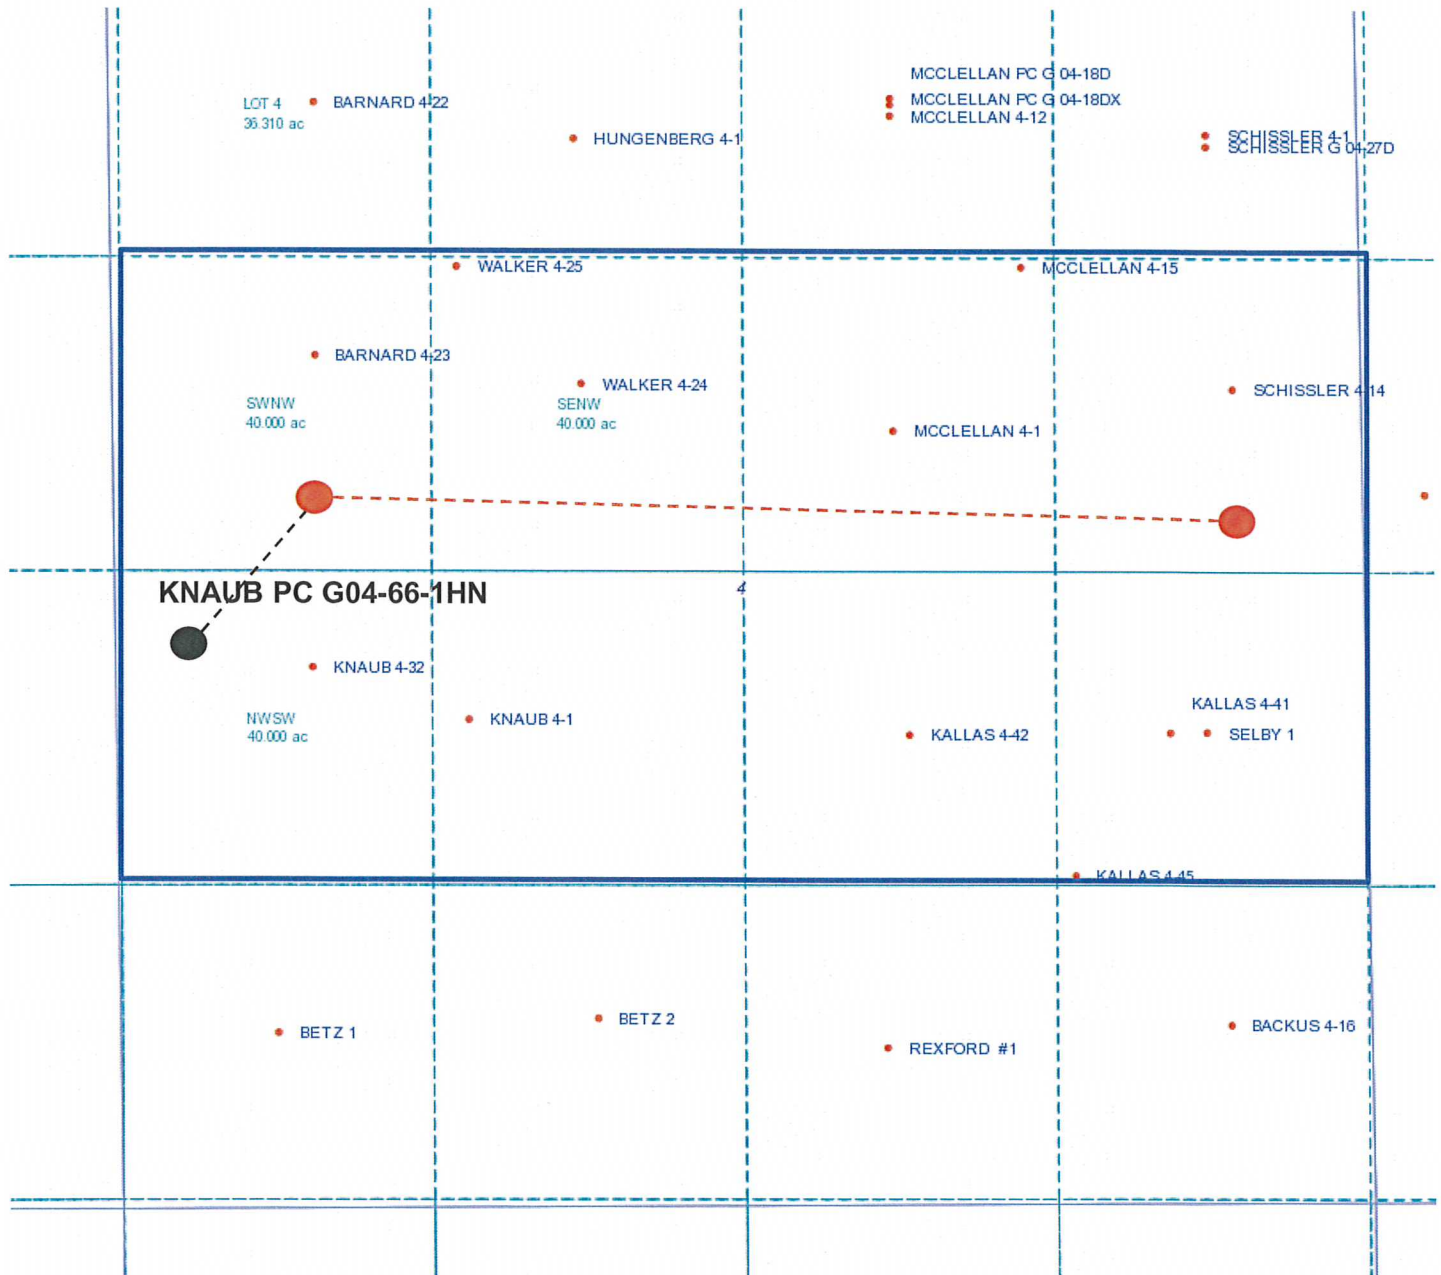 MCCLELLAN PC G 04-18D
LOT 4
BARNARD 4-22
MCCLELLAN PC G 04-18DX
36.310 ac
MCCLELLAN 4-12
HUNGENBERG 4-1
SCHISSLER 4-1
SCHISSLER G 04-27D
WALKER 4-25
MCCLELLAN 4-15
BARNARD 4-23
WALKER 4-24
SCHISSLER 4-14
SWNW
40.000 ac
SENW
40.000 ac
MCCLELLAN 4-1
KNAUB PC G04-66-1HN
4
KNAUB 4-32
KALLAS 4-41
NWSW
40.000 ac
KNAUB 4-1
KALLAS 4-42
SELBY 1
KALLAS 4-45
BETZ 1
BETZ 2
REXFORD #1
BACKUS 4-16